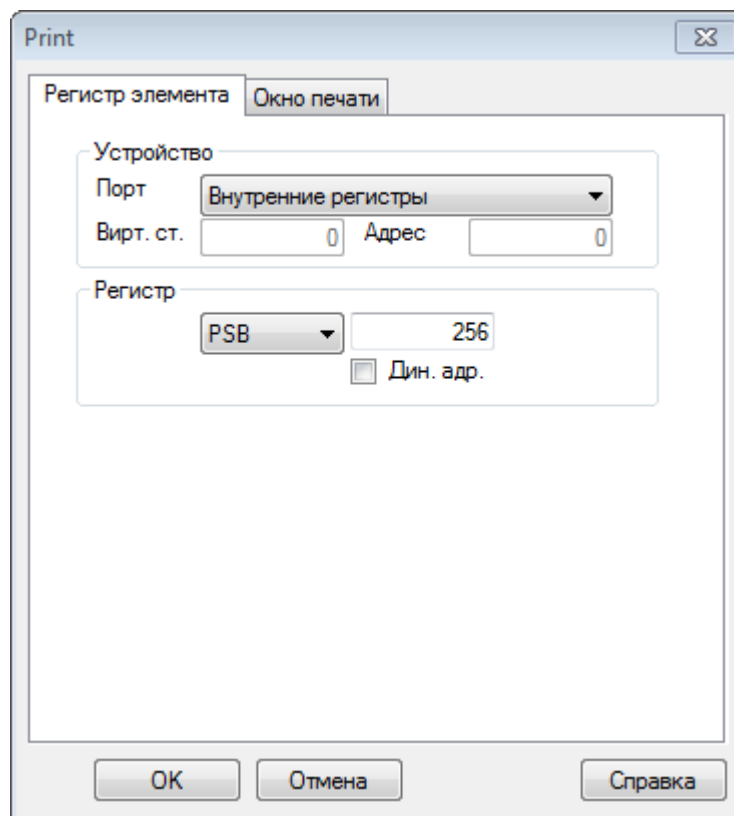 Print
Регистр элемента Окно печати
Устройство
Порт Внутренние регистры
Вирт. ст. 0 Адрес 0
Регистр
PSB 256
Дин. адр.
OK Отмена Справка